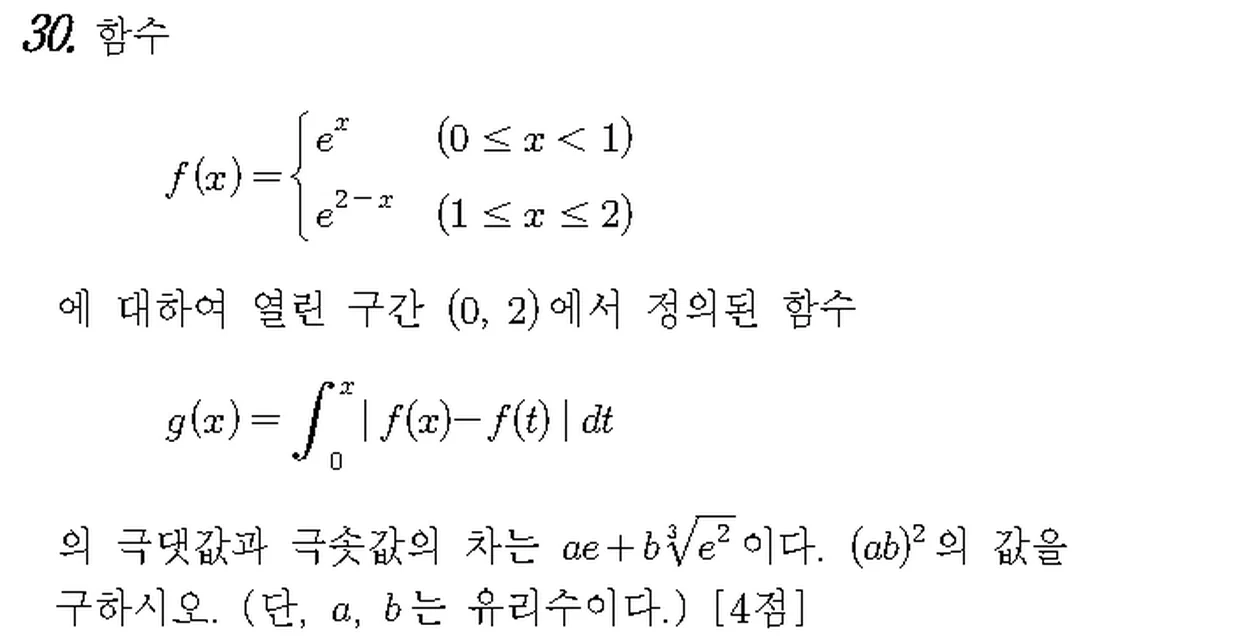 30. 함수
f(x) = { e^x (0 ≤ x < 1)
e^{2-x} (1 ≤ x ≤ 2)
에 대하여 열린 구간 (0, 2)에서 정의된 함수
g(x) = ∫_0^x | f(x) − f(t) | dt
의 극댓값과 극솟값의 차는 ae + b∛(e^2) 이다. (ab)^2의 값을
구하시오. (단, a, b는 유리수이다.) [4점]